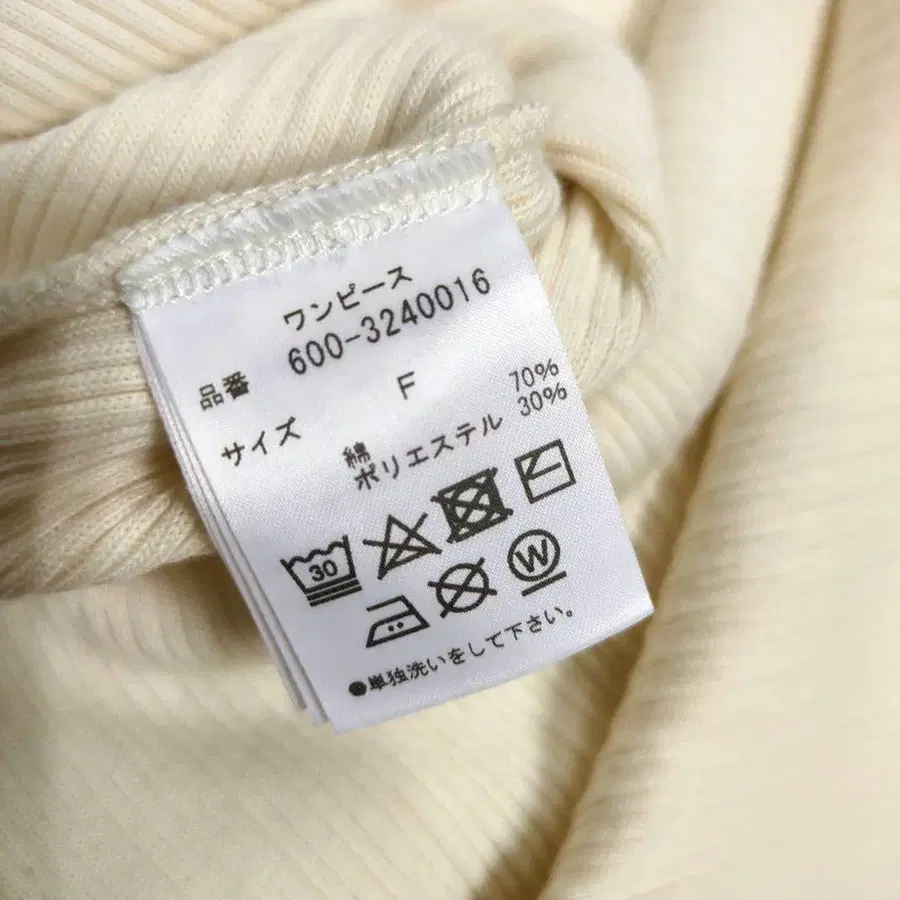 ワンピース
品番 600-3240016
サイズ F
綿 70%
ポリエステル 30%
30
W
●単独洗いをして下さい。